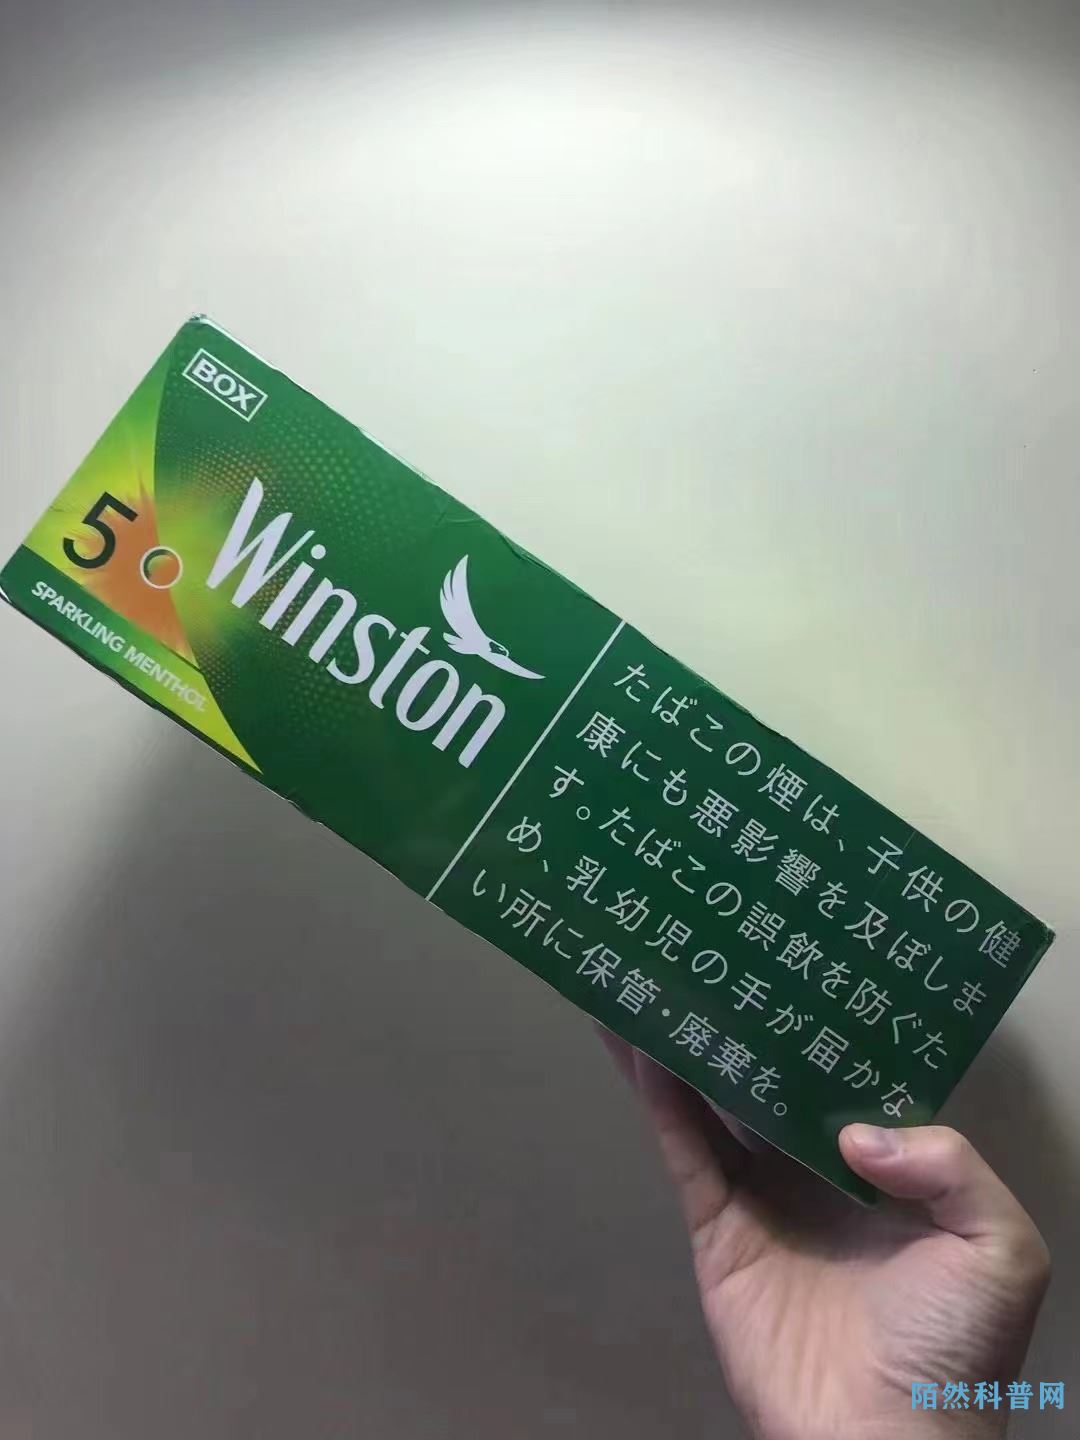 BOX
5
SPARKLING MENTHOL
Winston
たばこの煙は、子供の健
康にも悪影響を及ぼしま
す。たばこの誤飲を防ぐた
め、乳幼児の手が届かな
い所に保管・廃棄を。
陌然科普网